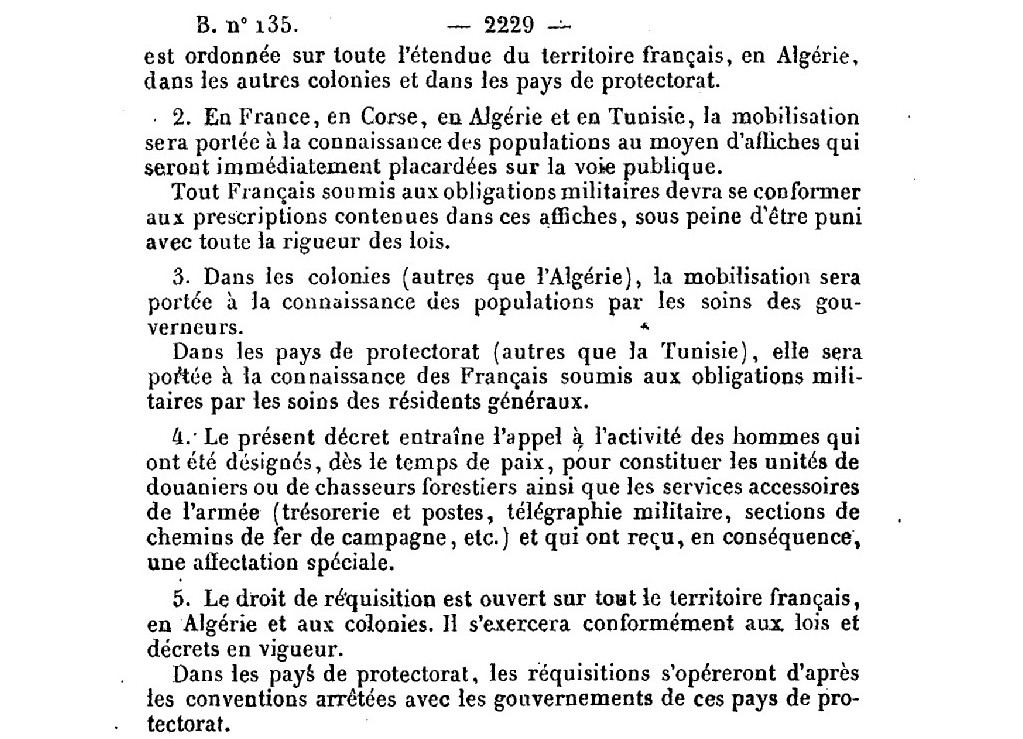 B. n° 135. — 2229 —
est ordonnée sur toute l'étendue du territoire français, en Algérie,
dans les autres colonies et dans les pays de protectorat.
2. En France, en Corse, en Algérie et en Tunisie, la mobilisation
sera portée à la connaissance des populations au moyen d'affiches qui
seront immédiatement placardées sur la voie publique.
Tout Français soumis aux obligations militaires devra se conformer
aux prescriptions contenues dans ces affiches, sous peine d'être puni
avec toute la rigueur des lois.
3. Dans les colonies (autres que l'Algérie), la mobilisation sera
portée à la connaissance des populations par les soins des gou-
verneurs.
Dans les pays de protectorat (autres que la Tunisie), elle sera
portée à la connaissance des Français soumis aux obligations mili-
taires par les soins des résidents généraux.
4. Le présent décret entraîne l'appel à l'activité des hommes qui
ont été désignés, dès le temps de paix, pour constituer les unités de
douaniers ou de chasseurs forestiers ainsi que les services accessoires
de l'armée (trésorerie et postes, télégraphie militaire, sections de
chemins de fer de campagne, etc.) et qui ont reçu, en conséquence,
une affectation spéciale.
5. Le droit de réquisition est ouvert sur tout le territoire français,
en Algérie et aux colonies. Il s'exercera conformément aux lois et
décrets en vigueur.
Dans les pays de protectorat, les réquisitions s'opéreront d'après
les conventions arrêtées avec les gouvernements de ces pays de pro-
tectorat.